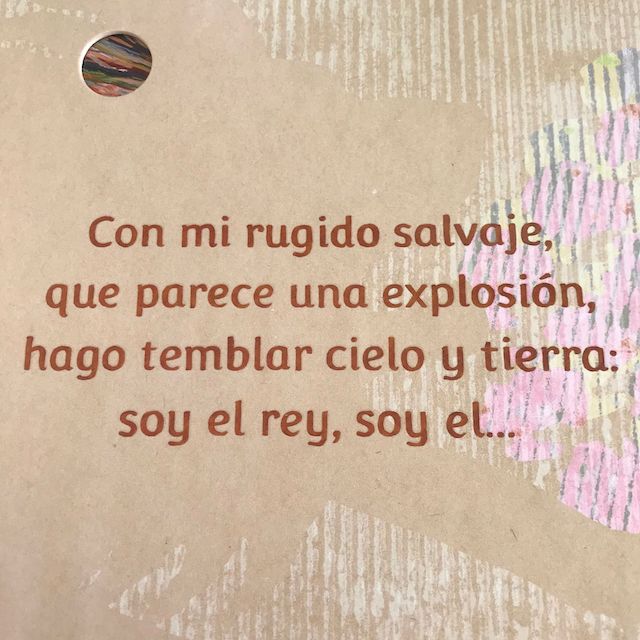 Con mi rugido salvaje,
que parece una explosión,
hago temblar cielo y tierra:
soy el rey, soy el...